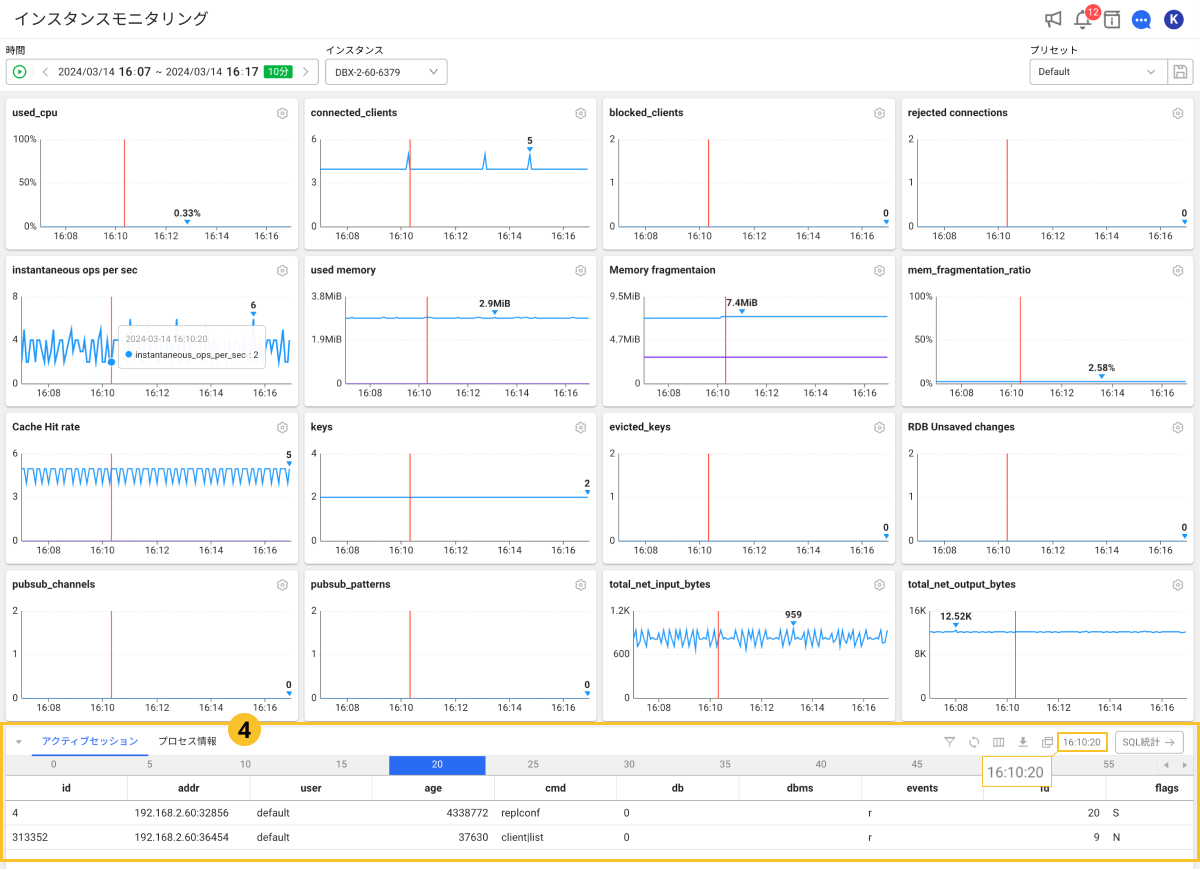 インスタンスモニタリング
12
K
時間
インスタンス
プリセット
2024/03/14 16:07 ~ 2024/03/14 16:17 10分
DBX-2-60-6379
Default
used_cpu
100%
50%
0%
0.33%
16:08 16:10 16:12 16:14 16:16
connected_clients
6
3
0
5
16:08 16:10 16:12 16:14 16:16
blocked_clients
2
1
0
0
16:08 16:10 16:12 16:14 16:16
rejected connections
2
1
0
0
16:08 16:10 16:12 16:14 16:16
instantaneous ops per sec
8
4
0
6
2024-03-14 16:10:20
instantaneous_ops_per_sec : 2
16:08 16:10 16:12 16:14 16:16
used memory
3.8MiB
1.9MiB
0
2.9MiB
16:08 16:10 16:12 16:14 16:16
Memory fragmentaion
9.5MiB
4.7MiB
0
7.4MiB
16:08 16:10 16:12 16:14 16:16
mem_fragmentation_ratio
100%
50%
0%
2.58%
16:08 16:10 16:12 16:14 16:16
Cache Hit rate
6
3
0
5
16:08 16:10 16:12 16:14 16:16
keys
4
2
0
2
16:08 16:10 16:12 16:14 16:16
evicted_keys
2
1
0
0
16:08 16:10 16:12 16:14 16:16
RDB Unsaved changes
2
1
0
0
16:08 16:10 16:12 16:14 16:16
pubsub_channels
2
1
0
0
16:08 16:10 16:12 16:14 16:16
pubsub_patterns
2
1
0
0
16:08 16:10 16:12 16:14 16:16
total_net_input_bytes
1.2K
600
0
959
16:08 16:10 16:12 16:14 16:16
total_net_output_bytes
16K
8K
0
12.52K
16:08 16:10 16:12 16:14 16:16
アクティブセッション プロセス情報
4
16:10:20 SQL統計
0 5 10 15 20 25 30 35 40 45 55
16:10:20
id addr user age cmd db dbms events fd flags
4 192.168.2.60:32856 default 4338772 replconf 0 r 20 S
313352 192.168.2.60:36454 default 37630 client|list 0 r 9 N